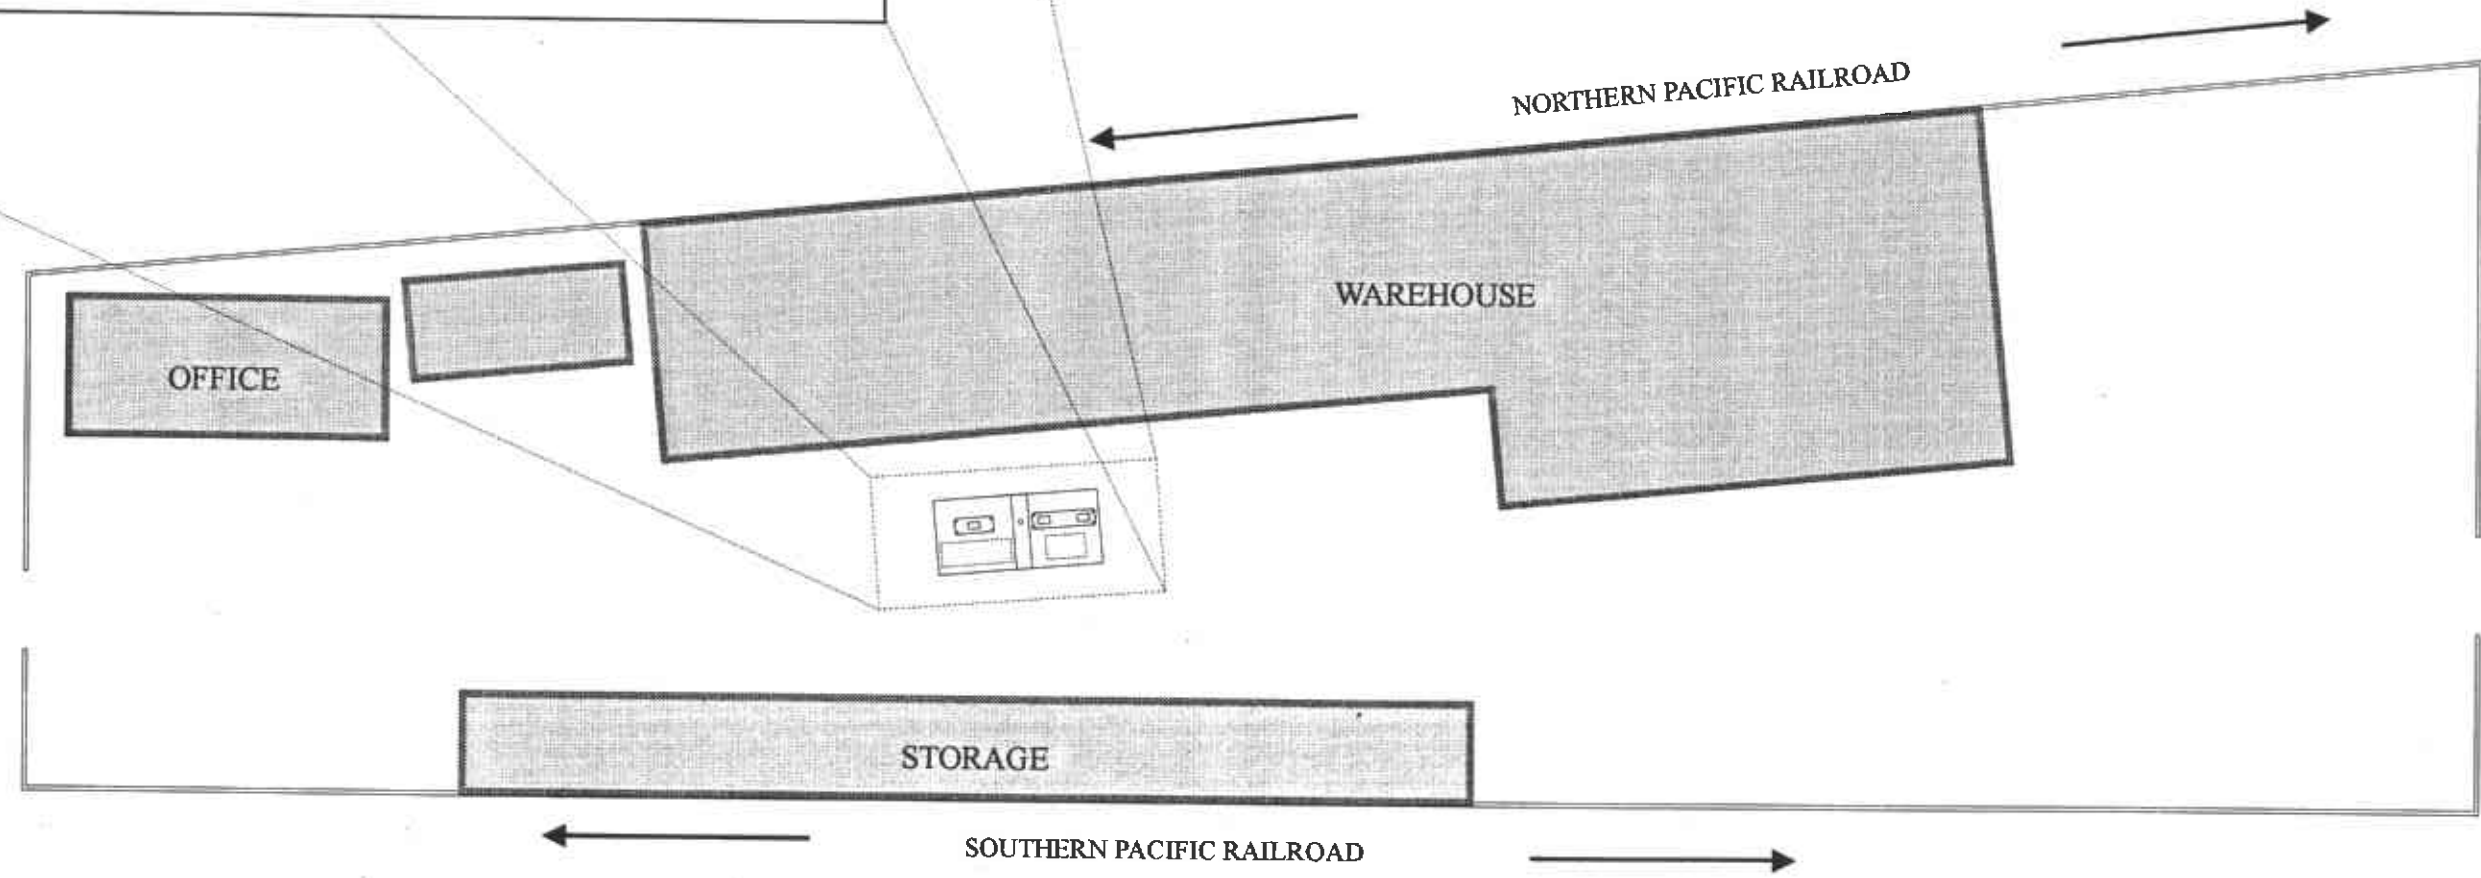 NORTHERN PACIFIC RAILROAD
WAREHOUSE
OFFICE
STORAGE
SOUTHERN PACIFIC RAILROAD